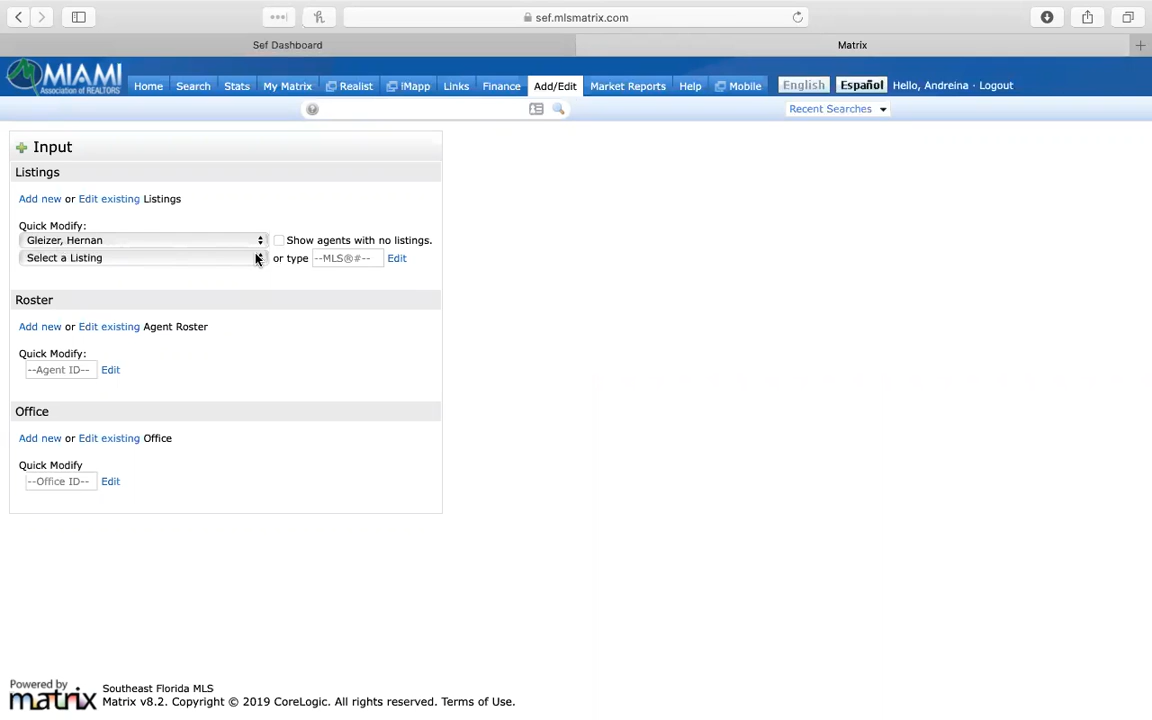 sef.mlsmatrix.com
Sef Dashboard
Matrix
MIAMI
Association of REALTORS
Home Search Stats My Matrix Realist iMapp Links Finance Add/Edit Market Reports Help Mobile English Español Hello, Andreina · Logout
Recent Searches
Input
Listings
Add new or Edit existing Listings
Quick Modify:
Gleizer, Hernan Show agents with no listings.
Select a Listing or type --MLS®#-- Edit
Roster
Add new or Edit existing Agent Roster
Quick Modify:
--Agent ID-- Edit
Office
Add new or Edit existing Office
Quick Modify
--Office ID-- Edit
Powered by
matrix
Southeast Florida MLS
Matrix v8.2. Copyright © 2019 CoreLogic. All rights reserved. Terms of Use.